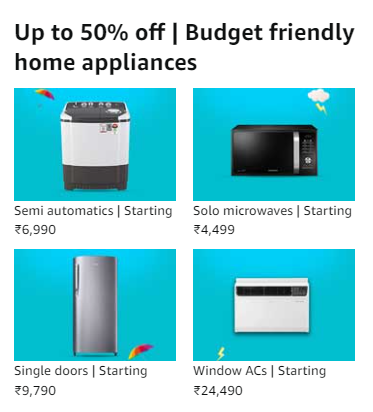 Up to 50% off | Budget friendly
home appliances
Semi automatics | Starting
₹6,990
Solo microwaves | Starting
₹4,499
Single doors | Starting
₹9,790
Window ACs | Starting
₹24,490